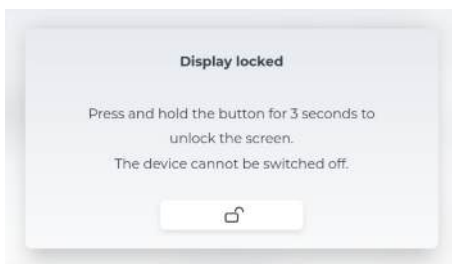 Display locked
Press and hold the button for 3 seconds to
unlock the screen.
The device cannot be switched off.